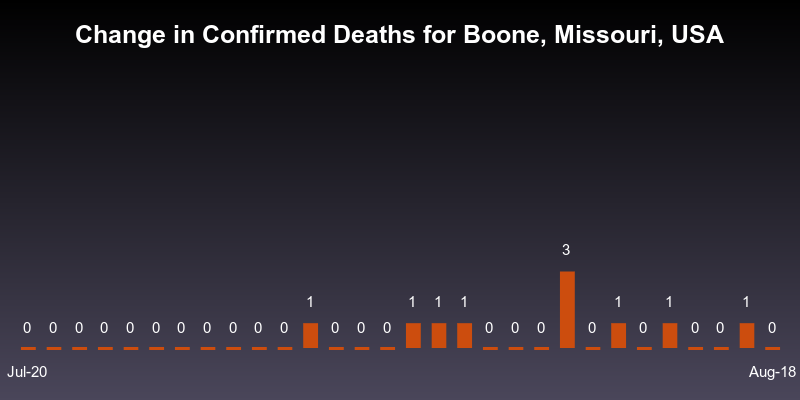 Change in Confirmed Deaths for Boone, Missouri, USA
3
1 1 1 1 1 1 1
0 0 0 0 0 0 0 0 0 0 0 0 0 0 0 0 0 0 0 0 0 0
Jul-20 Aug-18